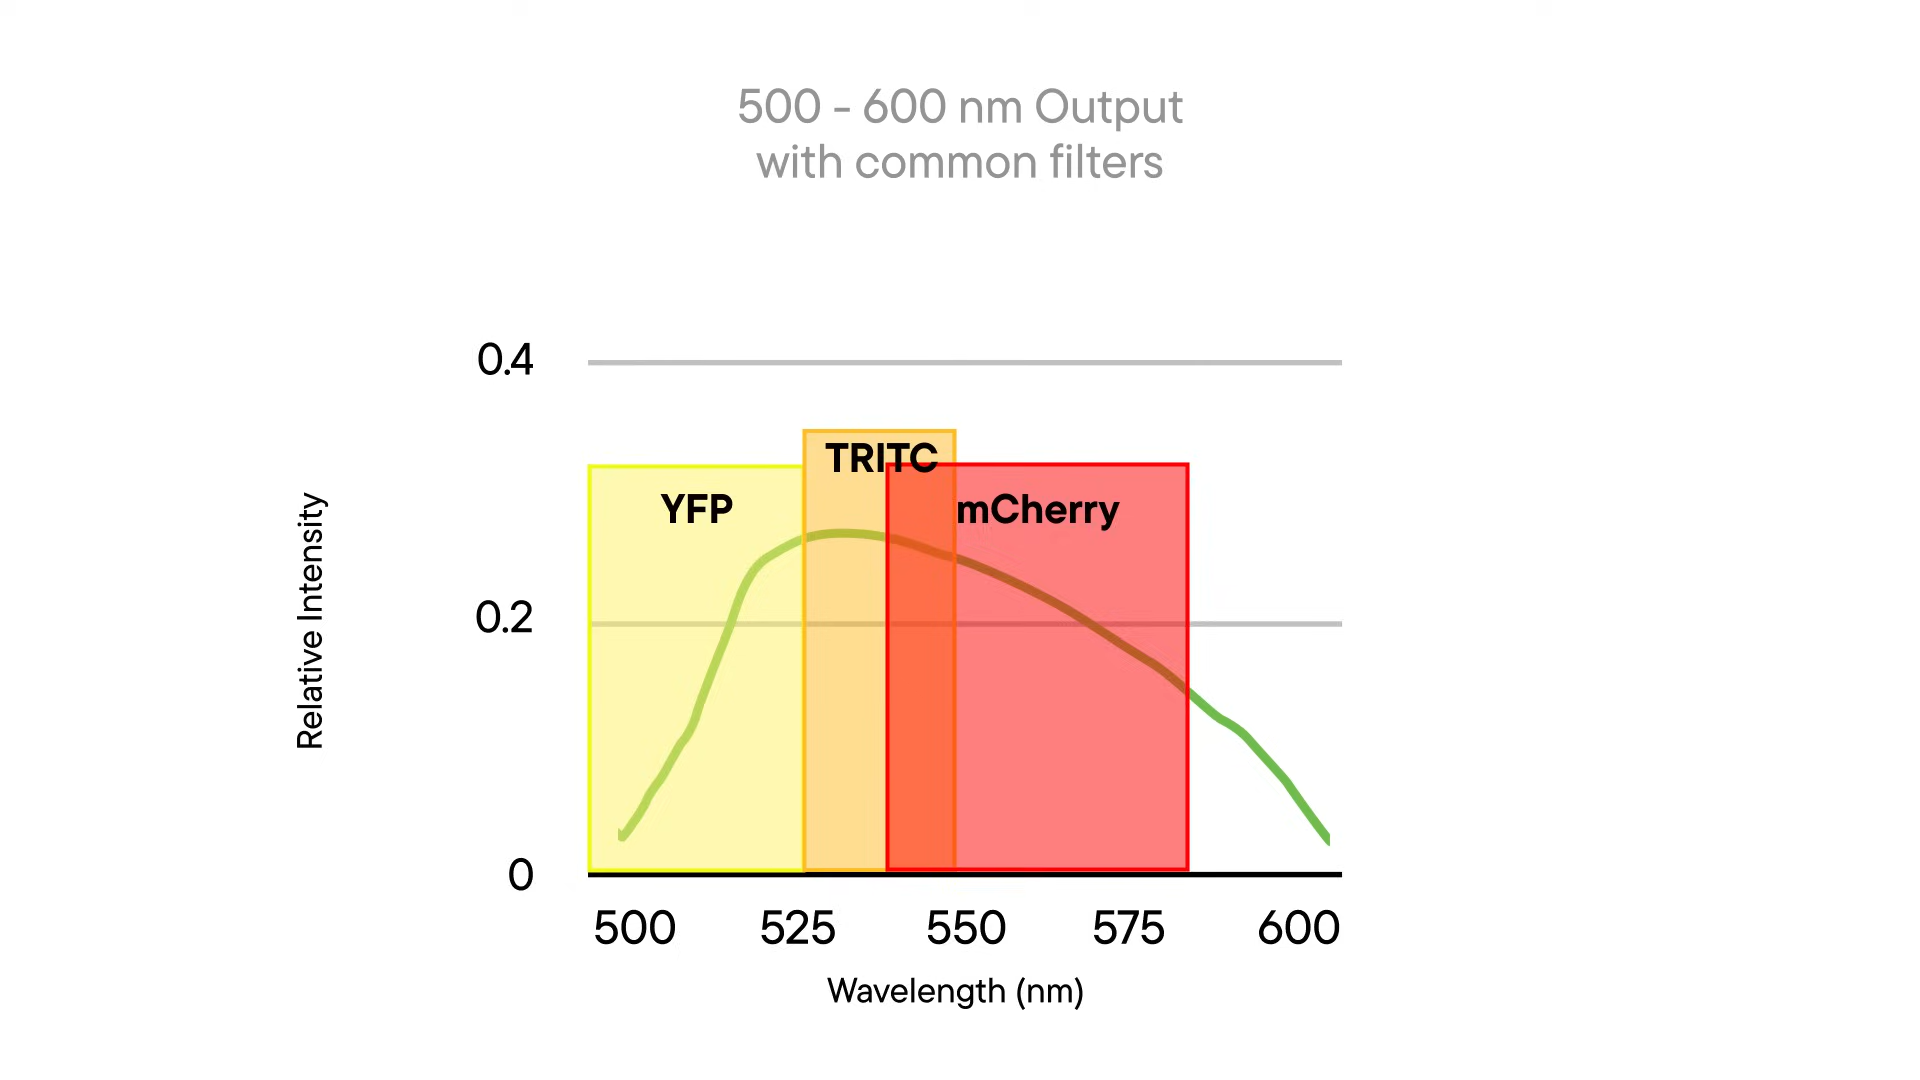 500 - 600 nm Output
with common filters
0.4
TRITC
YFP
mCherry
Relative Intensity
0.2
0
500 525 550 575 600
Wavelength (nm)